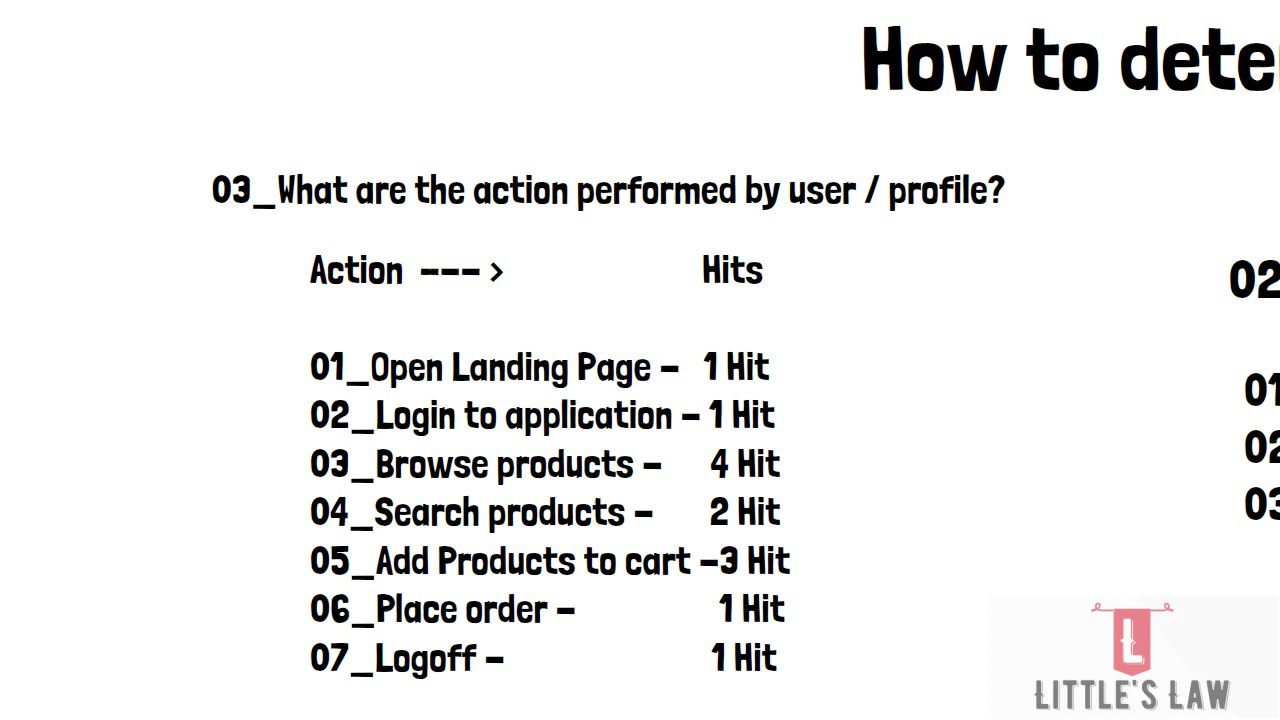 How to deter
03_What are the action performed by user / profile?
Action ---> Hits
02
01_Open Landing Page - 1 Hit
01
02_Login to application - 1 Hit
02
03_Browse products - 4 Hit
03
04_Search products - 2 Hit
05_Add Products to cart -3 Hit
06_Place order - 1 Hit
07_Logoff - 1 Hit
L
LITTLE'S LAW